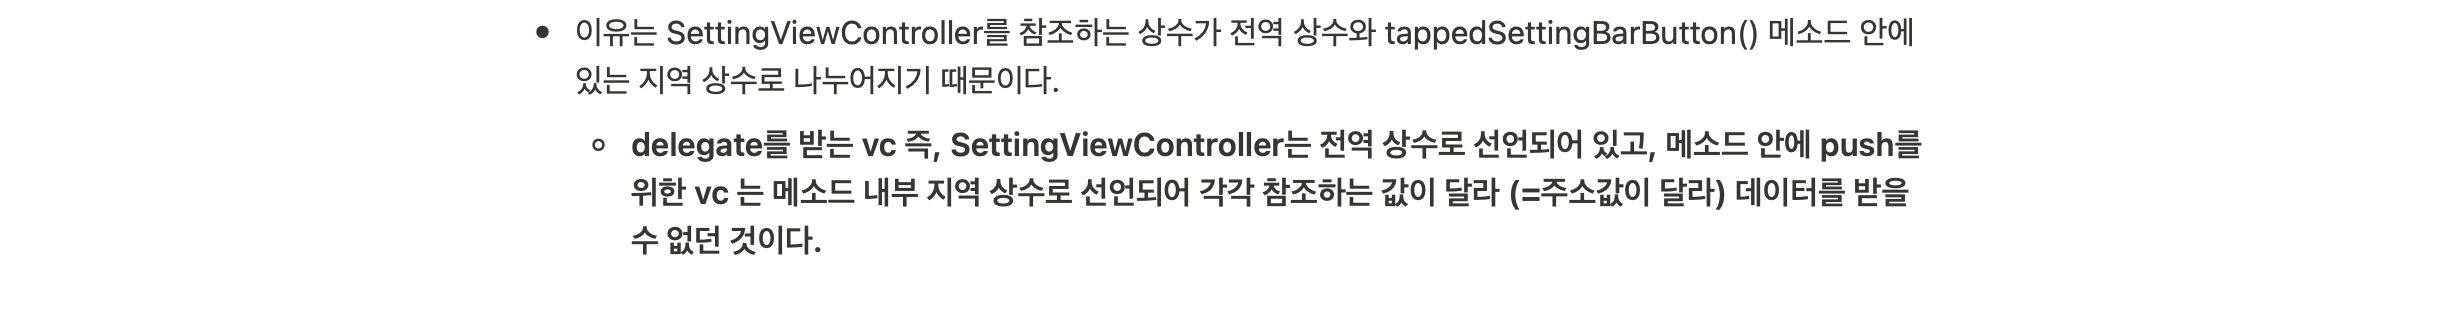 • 이유는 SettingViewController를 참조하는 상수가 전역 상수와 tappedSettingBarButton() 메소드 안에
있는 지역 상수로 나누어지기 때문이다.
◦ delegate를 받는 vc 즉, SettingViewController는 전역 상수로 선언되어 있고, 메소드 안에 push를
위한 vc 는 메소드 내부 지역 상수로 선언되어 각각 참조하는 값이 달라 (=주소값이 달라) 데이터를 받을
수 없던 것이다.